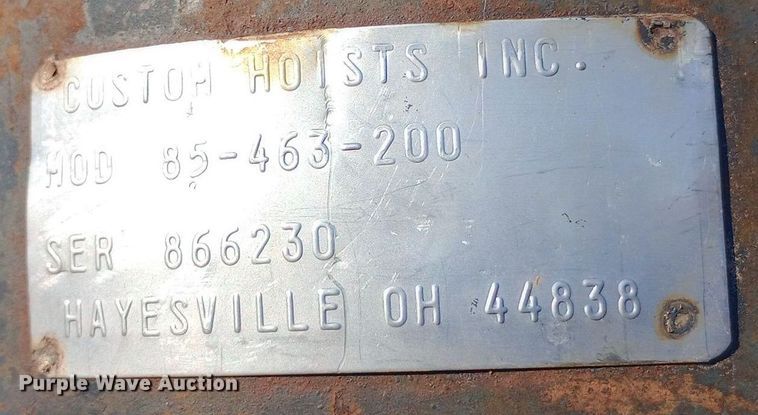 CUSTOM HOISTS INC.
MOD 85-463-200
SER 866230
HAYESVILLE OH 44838
Purple Wave Auction